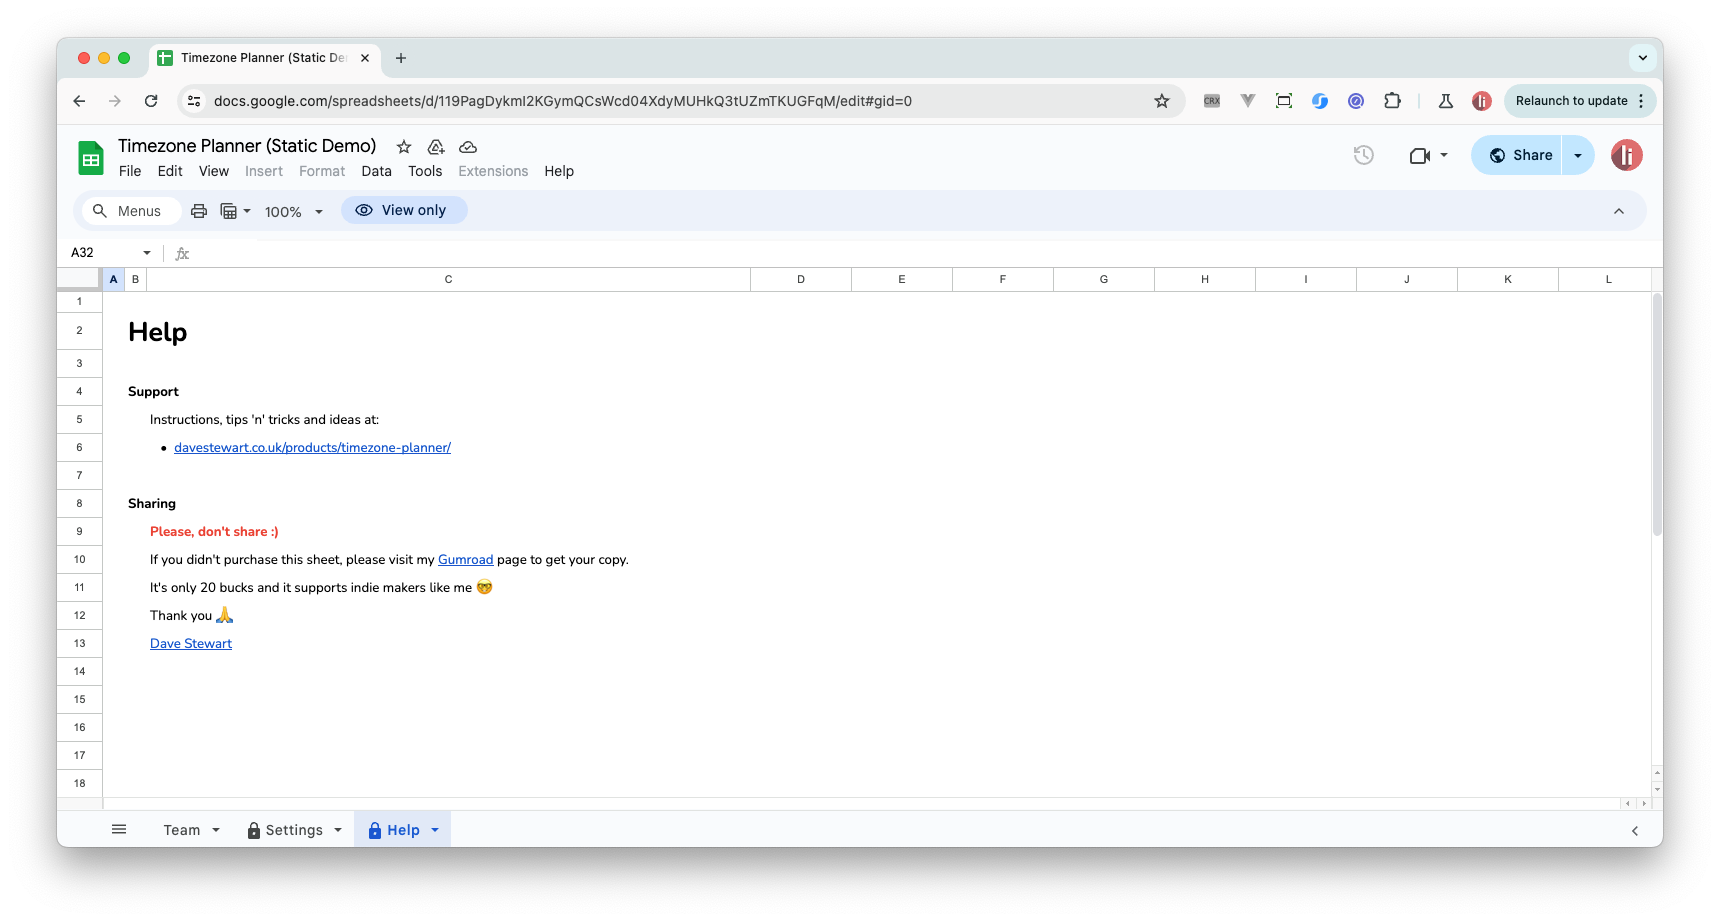 Timezone Planner (Static De
docs.google.com/spreadsheets/d/119PagDykml2KGymQCsWcd04XdyMUHkQ3tUZmTKUGFqM/edit#gid=0
CRX
Relaunch to update
Timezone Planner (Static Demo)
File Edit View Insert Format Data Tools Extensions Help
Share
Menus
100%
View only
A32
fx
A B C D E F G H I J K L
1
2 Help
3
4 Support
5 Instructions, tips 'n' tricks and ideas at:
6 • davestewart.co.uk/products/timezone-planner/
7
8 Sharing
9 Please, don't share :)
10 If you didn't purchase this sheet, please visit my Gumroad page to get your copy.
11 It's only 20 bucks and it supports indie makers like me 🤓
12 Thank you 🙏
13 Dave Stewart
14
15
16
17
18
Team Settings Help